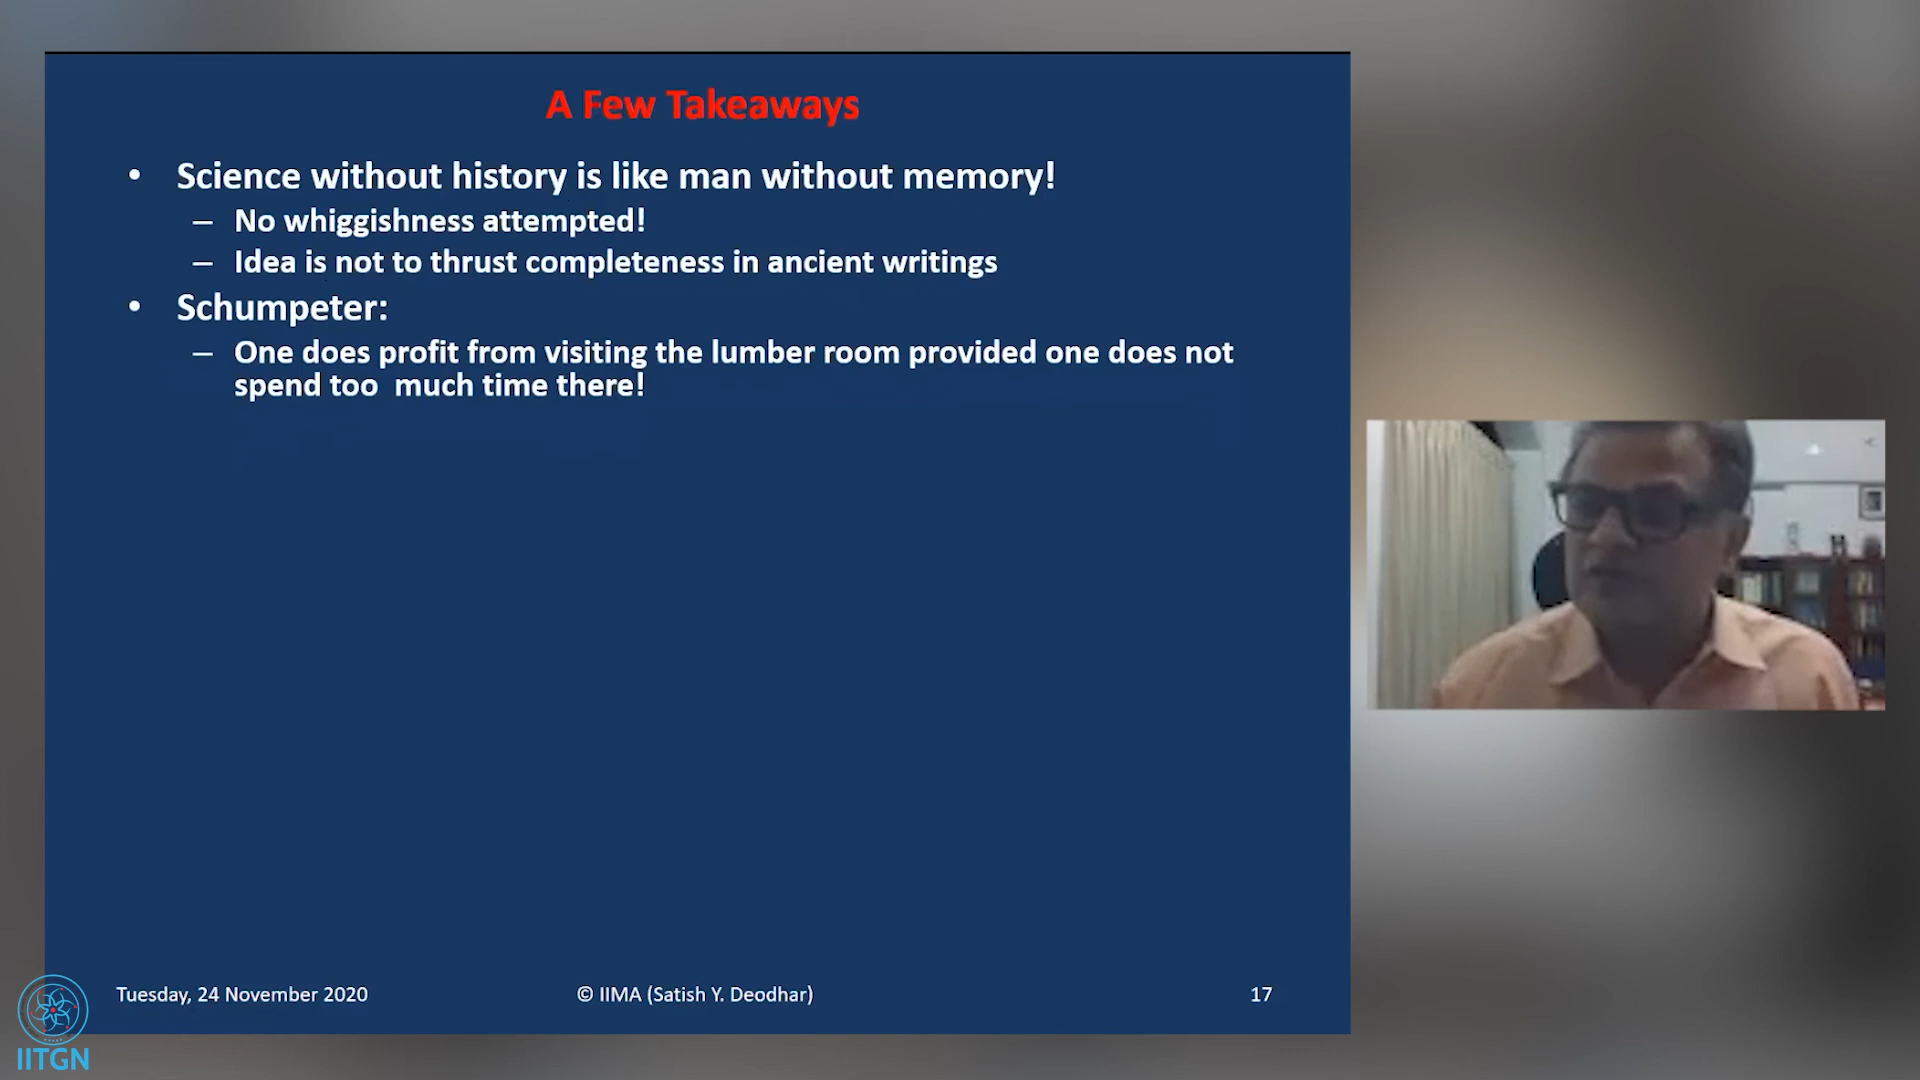 A Few Takeaways
• Science without history is like man without memory!
– No whiggishness attempted!
– Idea is not to thrust completeness in ancient writings
• Schumpeter:
– One does profit from visiting the lumber room provided one does not
spend too much time there!
Tuesday, 24 November 2020
© IIMA (Satish Y. Deodhar)
17
IITGN